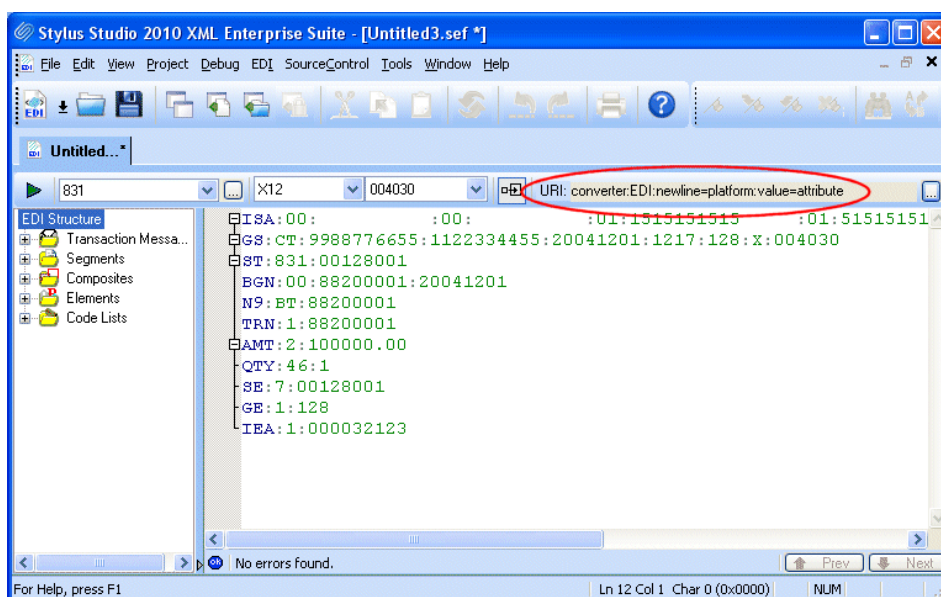 Stylus Studio 2010 XML Enterprise Suite - [Untitled3.sef *]
File Edit View Project Debug EDI SourceControl Tools Window Help
EDI
Untitled...*
831 ... X12 004030 URI: converter:EDI:newline=platform:value=attribute ...
EDI Structure
Transaction Messa...
Segments
Composites
Elements
Code Lists
ISA:00: :00: :01:1515151515 :01:51515151
GS:CT:9988776655:1122334455:20041201:1217:128:X:004030
ST:831:00128001
BGN:00:88200001:20041201
N9:BT:88200001
TRN:1:88200001
AMT:2:100000.00
QTY:46:1
SE:7:00128001
GE:1:128
IEA:1:000032123
No errors found. Prev Next
For Help, press F1 Ln 12 Col 1 Char 0 (0x0000) NUM